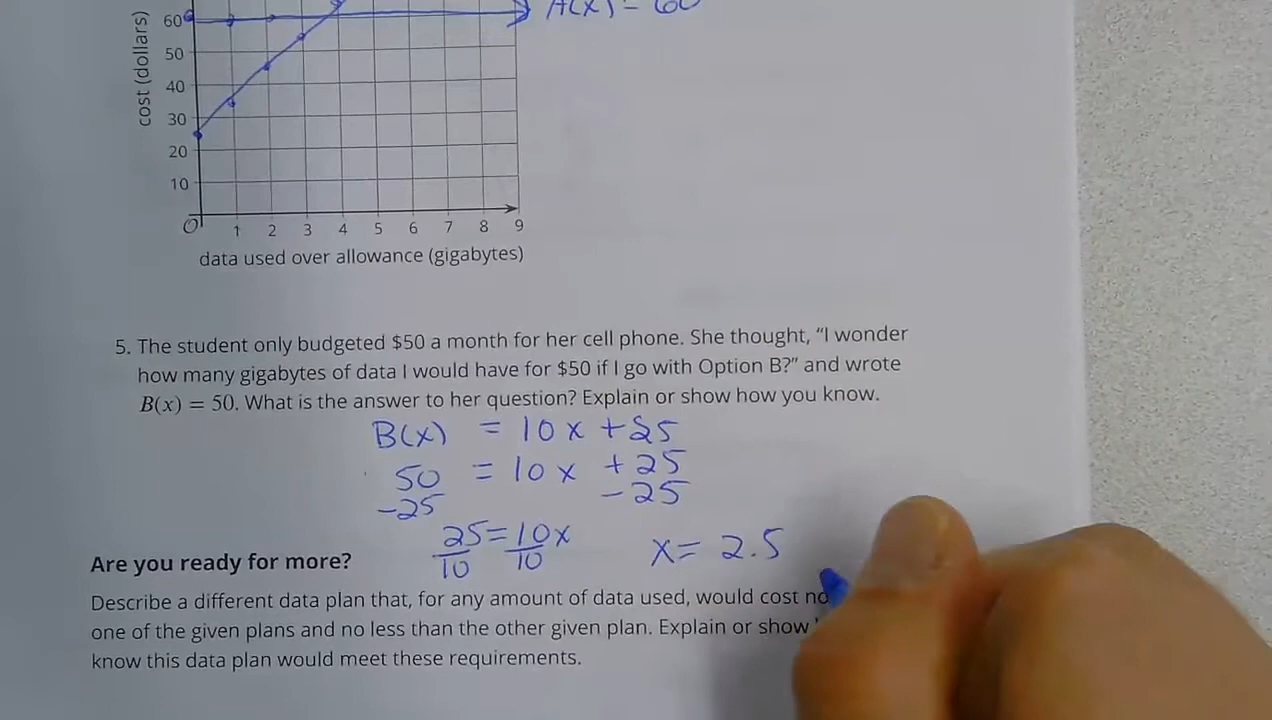 60 A(x) = 60
50
40
30
20
10
cost (dollars)
O 1 2 3 4 5 6 7 8 9
data used over allowance (gigabytes)
5. The student only budgeted $50 a month for her cell phone. She thought, “I wonder
how many gigabytes of data I would have for $50 if I go with Option B?” and wrote
B(x) = 50. What is the answer to her question? Explain or show how you know.
B(x) = 10x +25
50 = 10x +25
-25 -25
25=10x x= 2.5
10 10
Are you ready for more?
Describe a different data plan that, for any amount of data used, would cost no
one of the given plans and no less than the other given plan. Explain or show
know this data plan would meet these requirements.